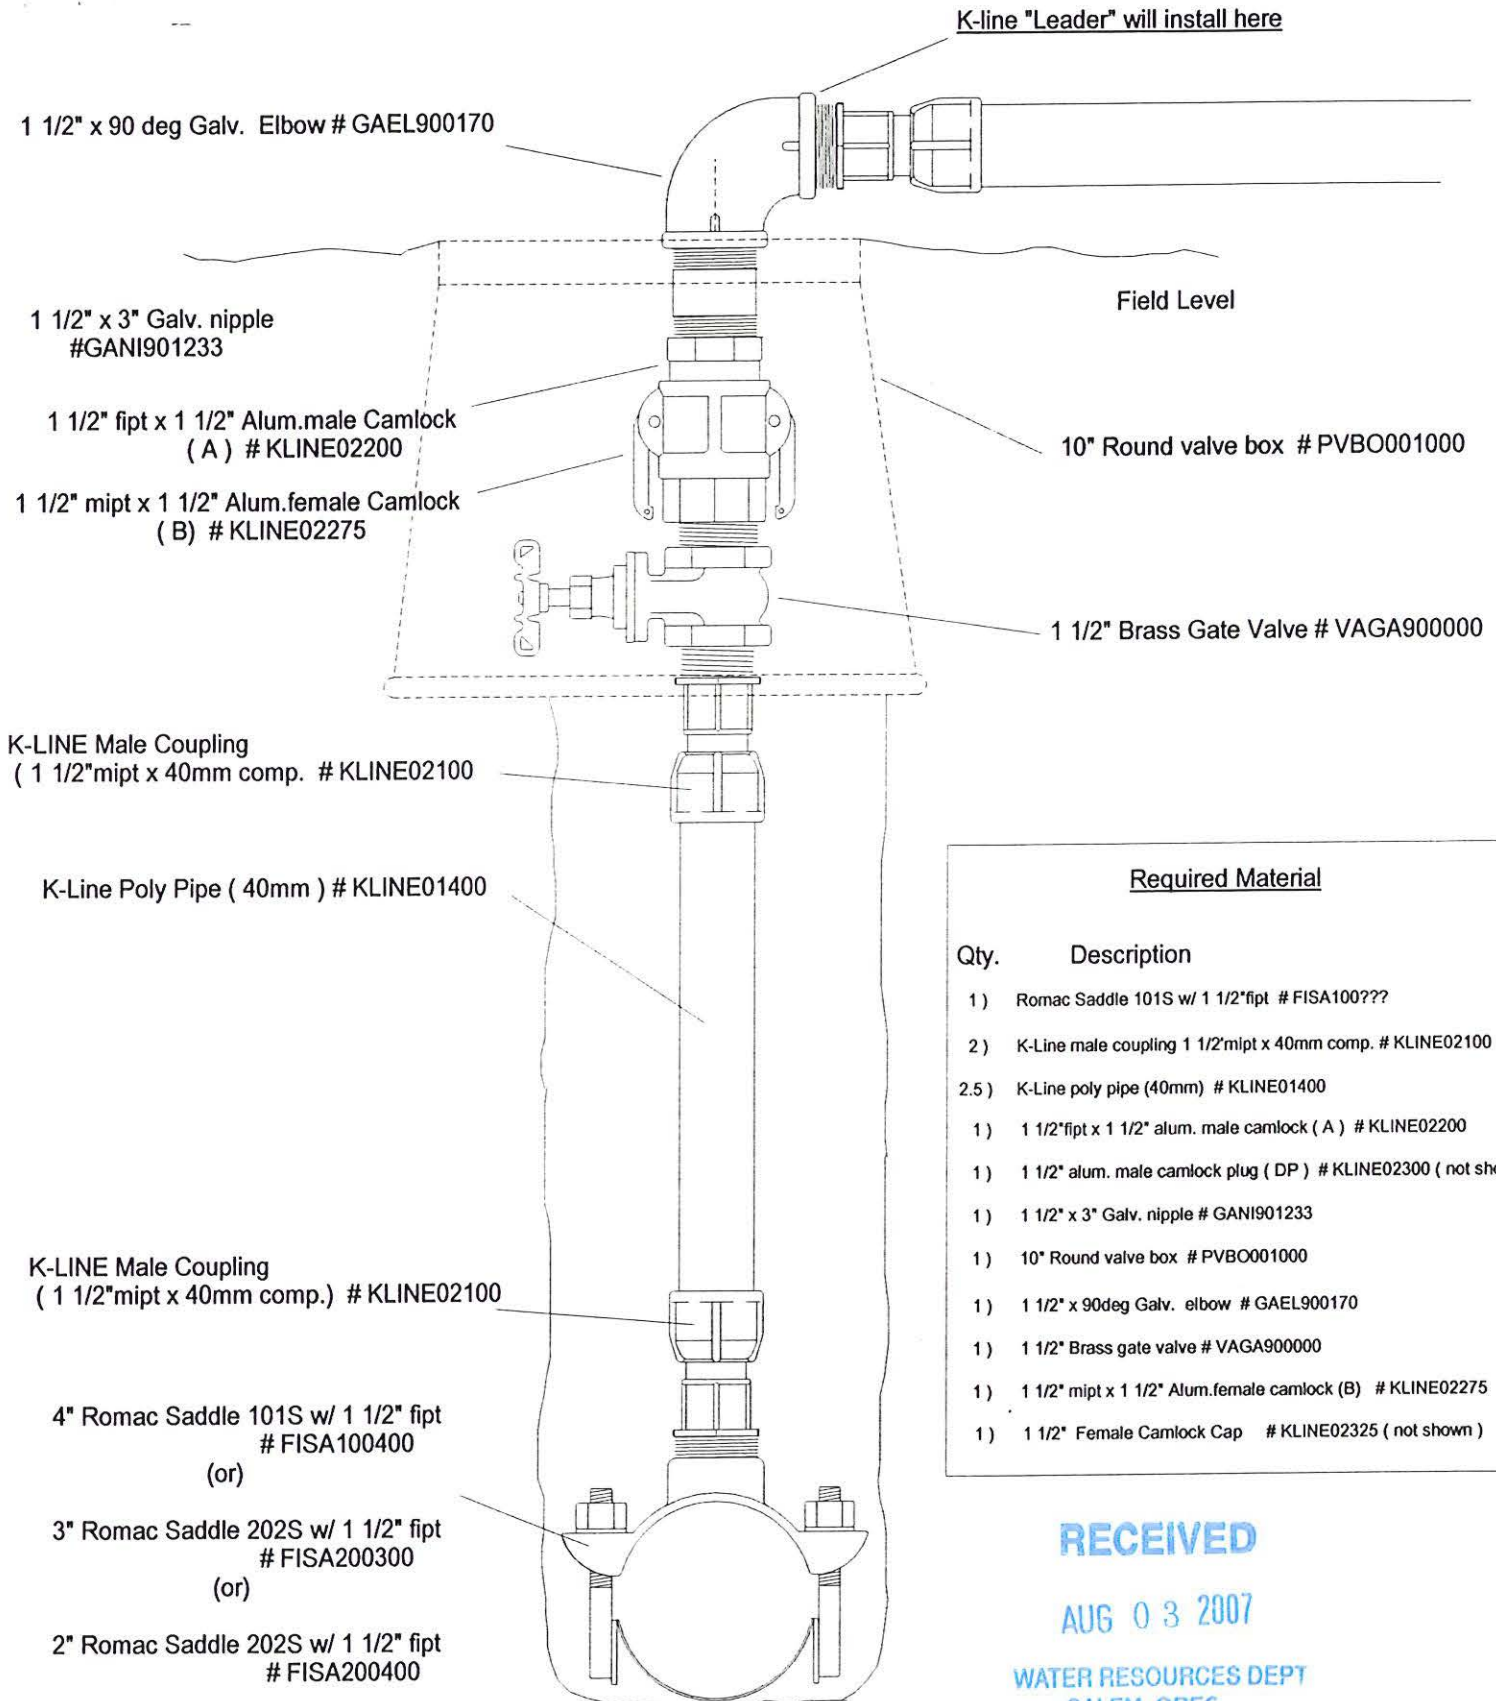 K-line "Leader" will install here
1 1/2" x 90 deg Galv. Elbow # GAEL900170
Field Level
1 1/2" x 3" Galv. nipple
#GANI901233
1 1/2" fipt x 1 1/2" Alum.male Camlock
( A ) # KLINE02200
10" Round valve box # PVBO001000
1 1/2" mipt x 1 1/2" Alum.female Camlock
( B) # KLINE02275
1 1/2" Brass Gate Valve # VAGA900000
K-LINE Male Coupling
( 1 1/2"mipt x 40mm comp. # KLINE02100
K-Line Poly Pipe ( 40mm ) # KLINE01400
K-LINE Male Coupling
( 1 1/2"mipt x 40mm comp.) # KLINE02100
4" Romac Saddle 101S w/ 1 1/2" fipt
# FISA100400
(or)
3" Romac Saddle 202S w/ 1 1/2" fipt
# FISA200300
(or)
2" Romac Saddle 202S w/ 1 1/2" fipt
# FISA200400
Required Material
Qty. Description
1 ) Romac Saddle 101S w/ 1 1/2"fipt # FISA100???
2 ) K-Line male coupling 1 1/2'mipt x 40mm comp. # KLINE02100
2.5 ) K-Line poly pipe (40mm) # KLINE01400
1 ) 1 1/2"fipt x 1 1/2" alum. male camlock ( A ) # KLINE02200
1 ) 1 1/2" alum. male camlock plug ( DP ) # KLINE02300 ( not
1 ) 1 1/2" x 3" Galv. nipple # GANI901233
1 ) 10" Round valve box # PVBO001000
1 ) 1 1/2" x 90deg Galv. elbow # GAEL900170
1 ) 1 1/2" Brass gate valve # VAGA900000
1 ) 1 1/2" mipt x 1 1/2" Alum.female camlock (B) # KLINE02275
1 ) 1 1/2" Female Camlock Cap # KLINE02325 ( not shown )
RECEIVED
AUG 03 2007
WATER RESOURCES DEPT